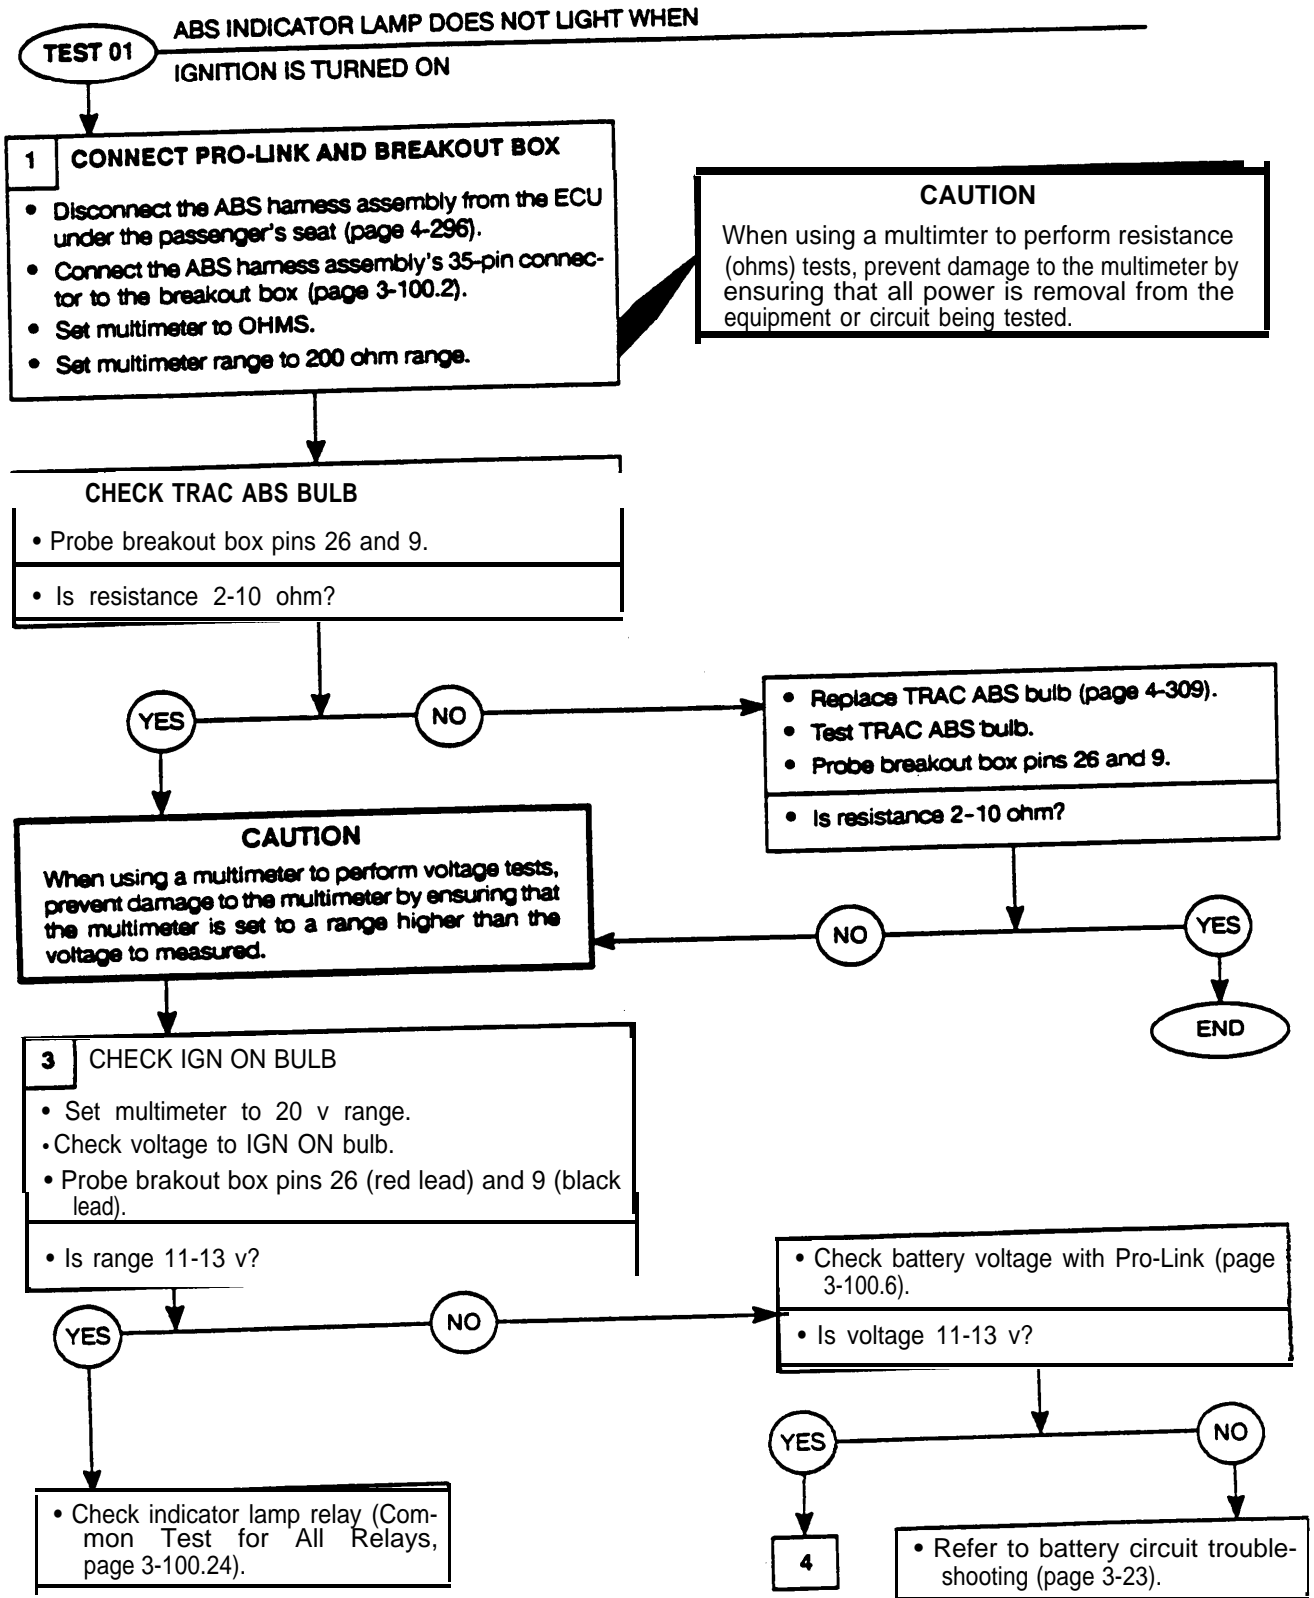 TEST 01
ABS INDICATOR LAMP DOES NOT LIGHT WHEN
IGNITION IS TURNED ON
1 CONNECT PRO-LINK AND BREAKOUT BOX
• Disconnect the ABS harness assembly from the ECU
under the passenger's seat (page 4-296).
• Connect the ABS harness assembly's 35-pin connec-
tor to the breakout box (page 3-100.2).
• Set multimeter to OHMS.
• Set multimeter range to 200 ohm range.
CAUTION
When using a multimter to perform resistance
(ohms) tests, prevent damage to the multimeter by
ensuring that all power is removal from the
equipment or circuit being tested.
CHECK TRAC ABS BULB
• Probe breakout box pins 26 and 9.
• Is resistance 2-10 ohm?
YES
NO
• Replace TRAC ABS bulb (page 4-309).
• Test TRAC ABS bulb.
• Probe breakout box pins 26 and 9.
• Is resistance 2-10 ohm?
CAUTION
When using a multimeter to perform voltage tests,
prevent damage to the multimeter by ensuring that
the multimeter is set to a range higher than the
voltage to measured.
NO
YES
END
3 CHECK IGN ON BULB
• Set multimeter to 20 v range.
• Check voltage to IGN ON bulb.
• Probe brakout box pins 26 (red lead) and 9 (black
lead).
• Is range 11-13 v?
YES
NO
• Check battery voltage with Pro-Link (page
3-100.6).
• Is voltage 11-13 v?
YES
NO
• Check indicator lamp relay (Com-
mon Test for All Relays,
page 3-100.24).
4
• Refer to battery circuit trouble-
shooting (page 3-23).